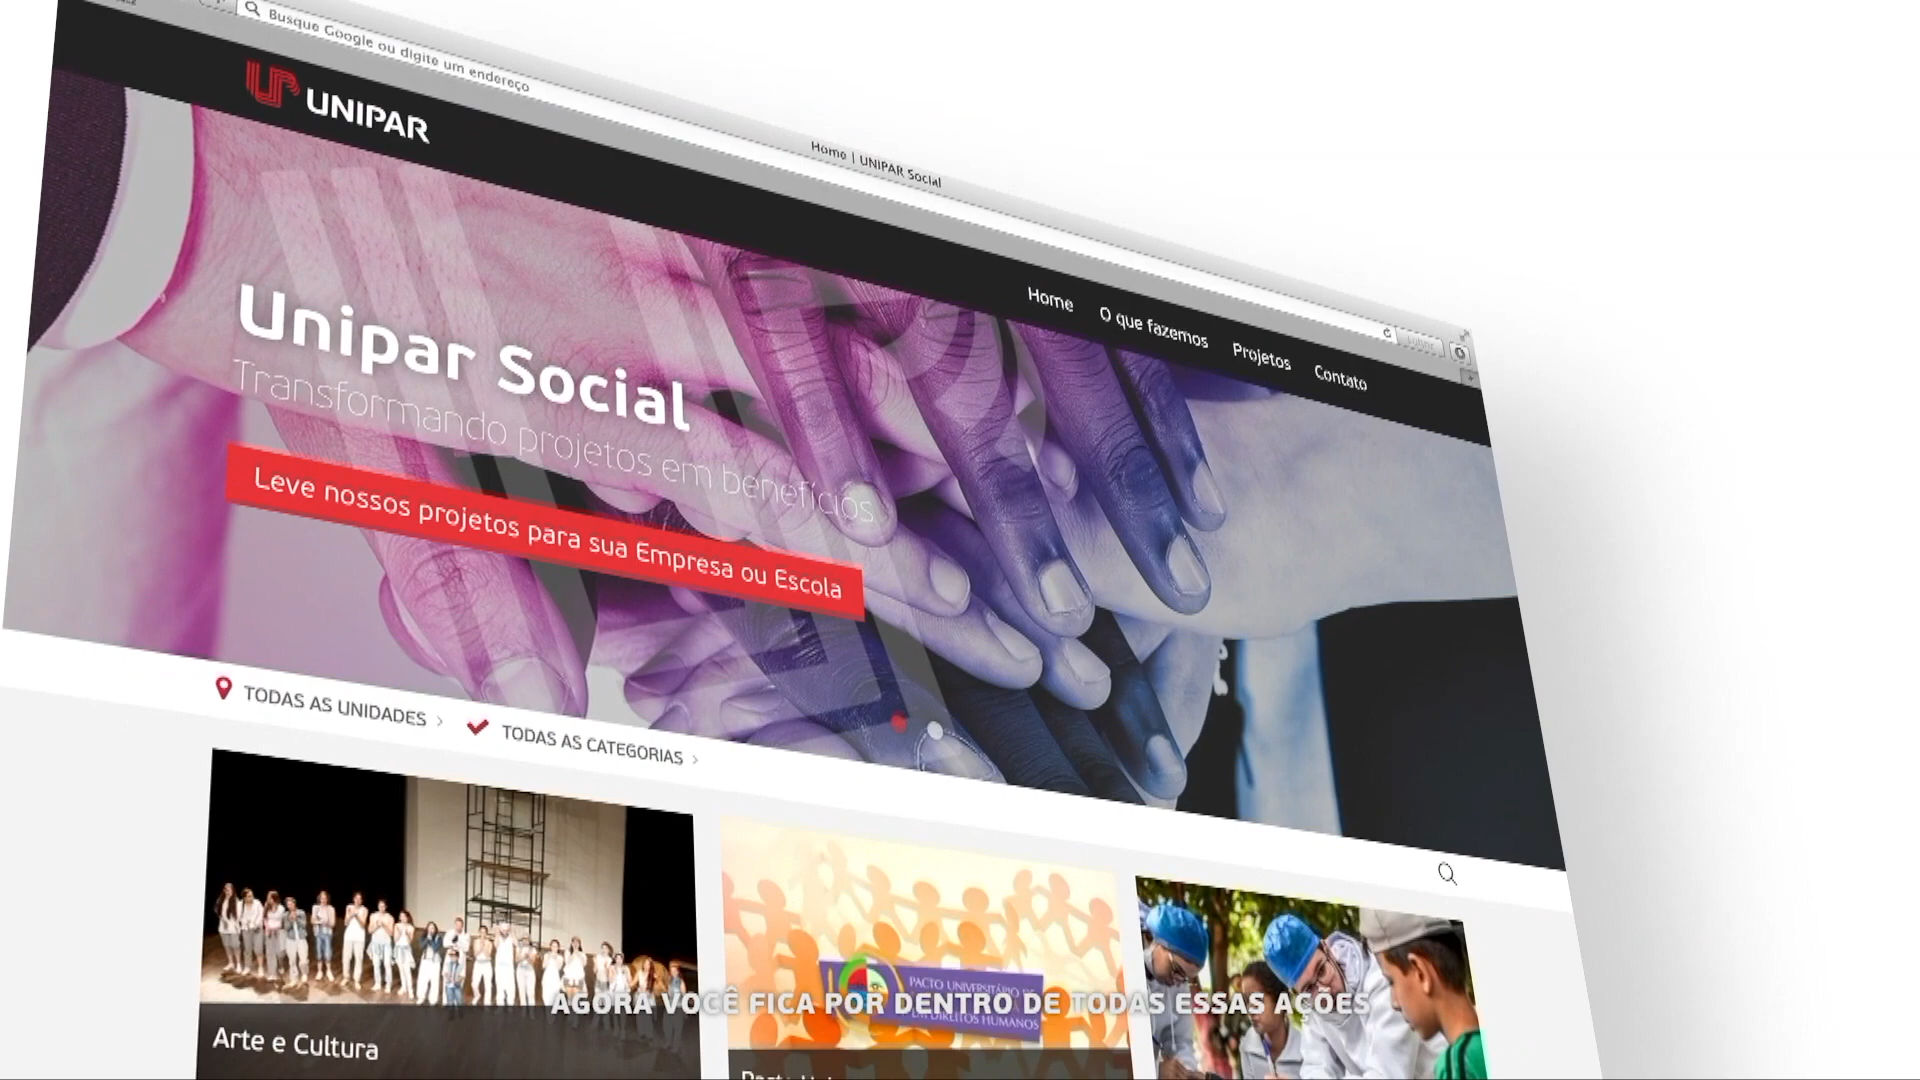 Busque Google ou digite um endereço
Home | UNIPAR Social
UNIPAR
Home
O que fazemos
Projetos
Contato
Unipar Social
Transformando projetos em benefícios
Leve nossos projetos para sua Empresa ou Escola
TODAS AS UNIDADES
TODAS AS CATEGORIAS
PACTO UNIVERSITÁRIO
DIREITOS HUMANOS
AGORA VOCÊ FICA POR DENTRO DE TODAS ESSAS AÇÕES
Arte e Cultura